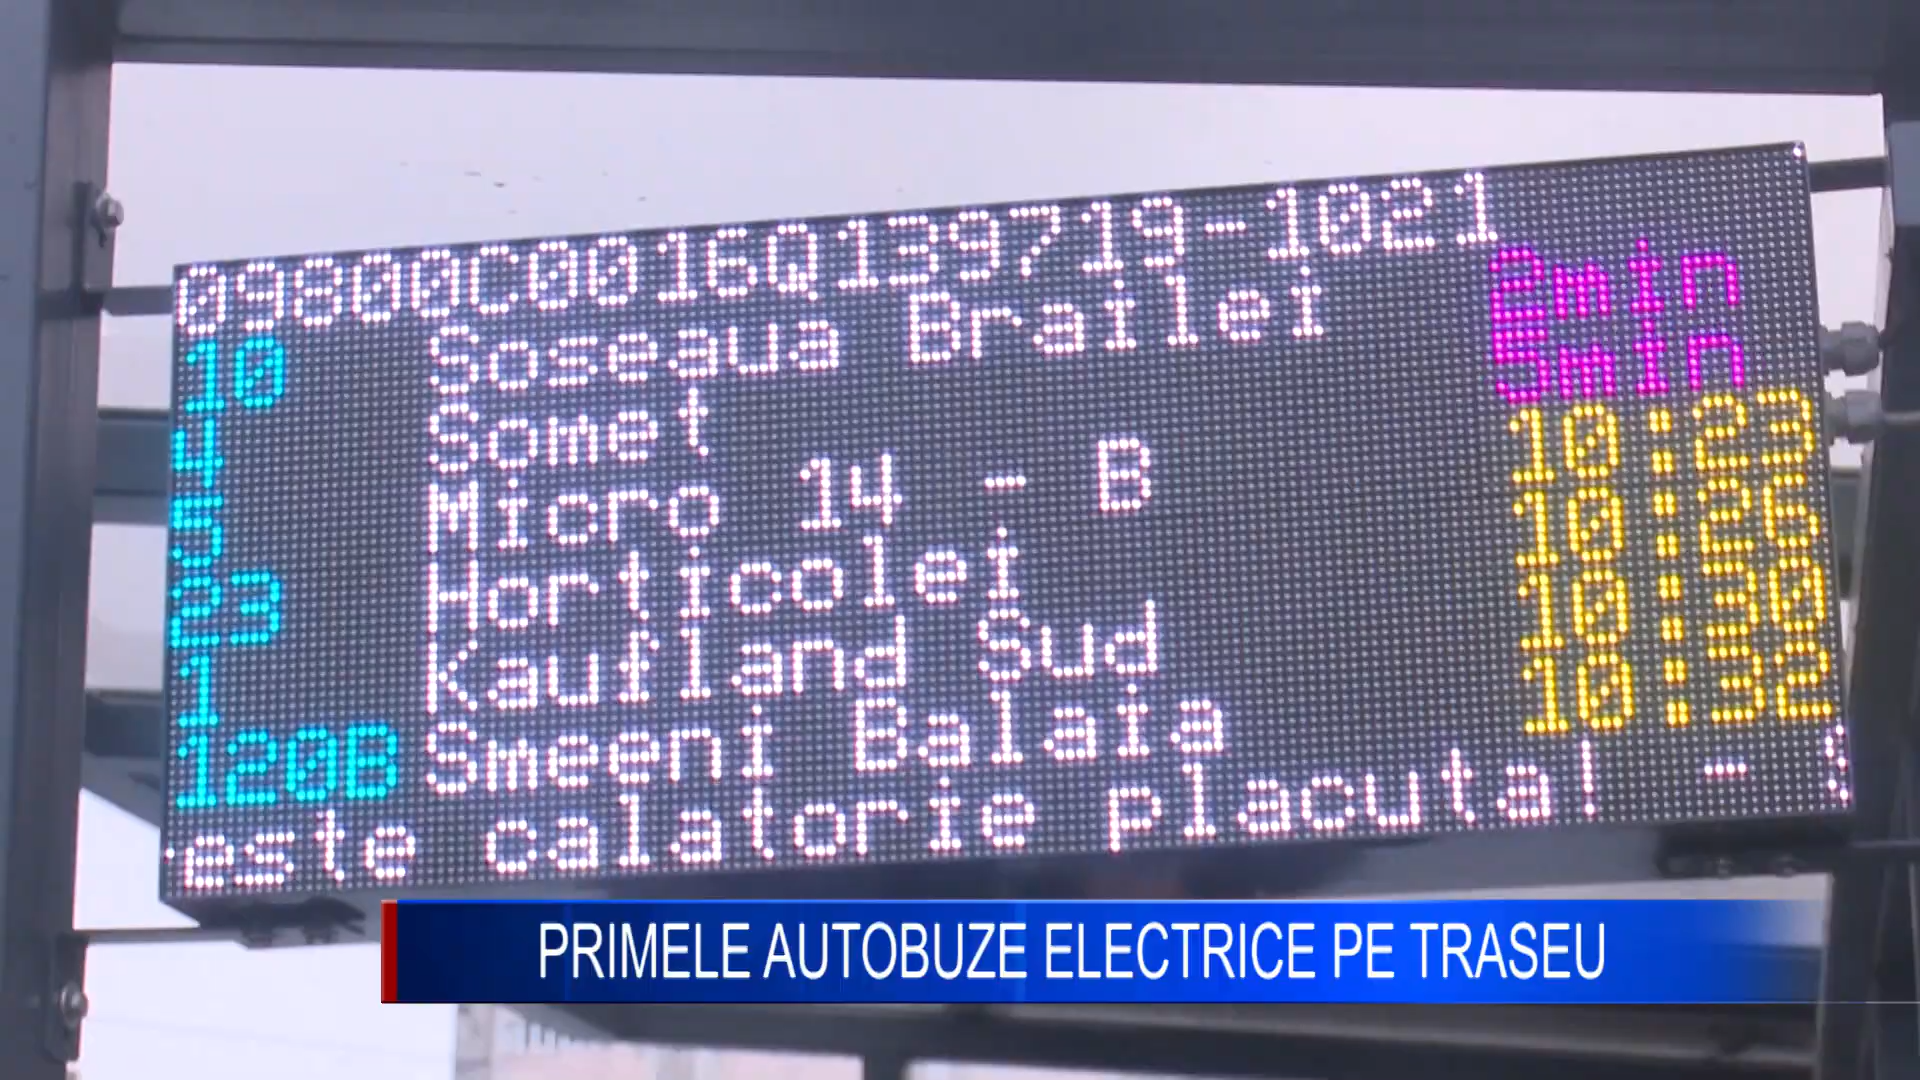 09800C0016Q139719-1021
10 Soseaua Brailei 2min
4 Somet 5min
5 Micro 14 - B 10:23
23 Horticolei 10:26
1 Kaufland Sud 10:30
120B Smeeni Balaia 10:32
este calatorie placuta! -
PRIMELE AUTOBUZE ELECTRICE PE TRASEU